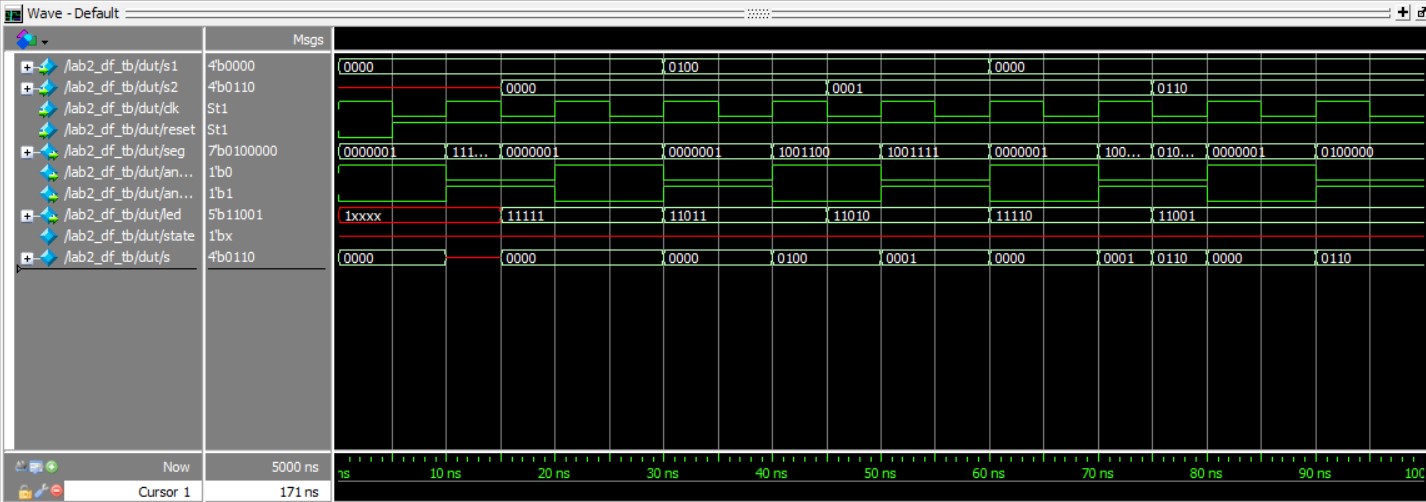 Wave - Default
Msgs
/lab2_df_tb/dut/s1 4'b0000 0000 0100 0000
/lab2_df_tb/dut/s2 4'b0110 0000 0001 0110
/lab2_df_tb/dut/clk St1
/lab2_df_tb/dut/reset St1
/lab2_df_tb/dut/seg 7'b0100000 0000001 111... 0000001 0000001 1001100 1001111 0000001 100... 010... 0000001 0100000
/lab2_df_tb/dut/an... 1'b0
/lab2_df_tb/dut/an... 1'b1
/lab2_df_tb/dut/led 5'b11001 1xxxx 11111 11011 11010 11110 11001
/lab2_df_tb/dut/state 1'bx
/lab2_df_tb/dut/s 4'b0110 0000 0000 0000 0100 0001 0000 0001 0110 0000 0110
Now 5000 ns ns 10 ns 20 ns 30 ns 40 ns 50 ns 60 ns 70 ns 80 ns 90 ns 100
Cursor 1 171 ns